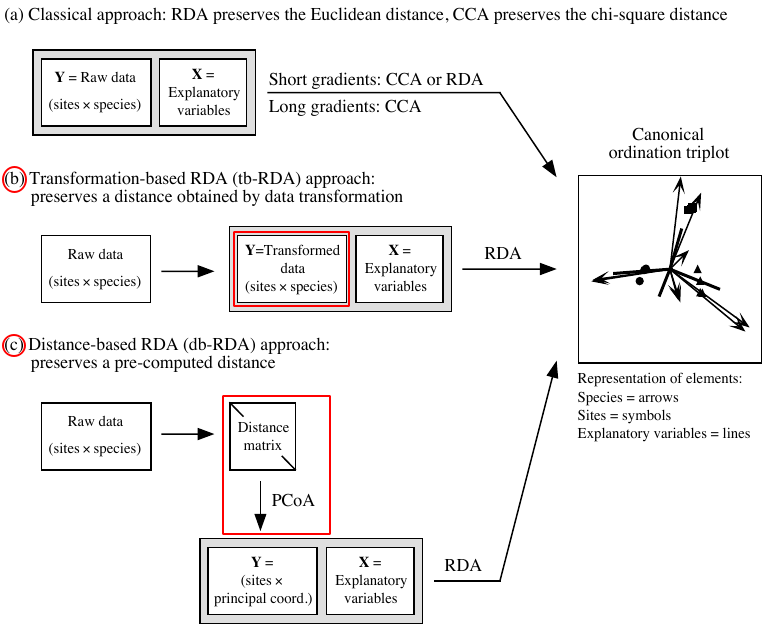 (a) Classical approach: RDA preserves the Euclidean distance, CCA preserves the chi-square distance
Y = Raw data
(sites × species)
X =
Explanatory
variables
Short gradients: CCA or RDA
Long gradients: CCA
Canonical
ordination triplot
(b) Transformation-based RDA (tb-RDA) approach:
preserves a distance obtained by data transformation
Raw data
(sites × species)
Y=Transformed
data
(sites × species)
X =
Explanatory
variables
RDA
(c) Distance-based RDA (db-RDA) approach:
preserves a pre-computed distance
Representation of elements:
Species = arrows
Sites = symbols
Explanatory variables = lines
Raw data
(sites × species)
Distance
matrix
PCoA
Y =
(sites ×
principal coord.)
X =
Explanatory
variables
RDA